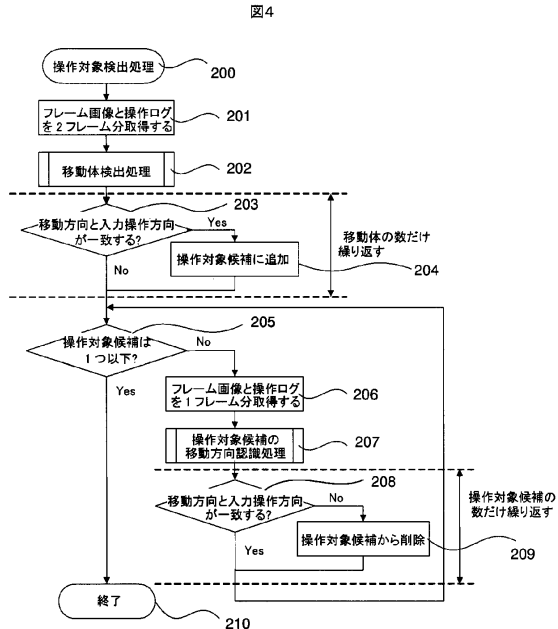 図4
操作対象検出処理
200
フレーム画像と操作ログ
を2フレーム分取得する
201
移動体検出処理
202
203
移動方向と入力操作方向
が一致する?
Yes
No
操作対象候補に追加
204
移動体の数だけ
繰り返す
205
操作対象候補は
1つ以下?
No
Yes
フレーム画像と操作ログ
を1フレーム分取得する
206
操作対象候補の
移動方向認識処理
207
208
移動方向と入力操作方向
が一致する?
No
Yes
操作対象候補から削除
209
操作対象候補の
数だけ繰り返す
終了
210